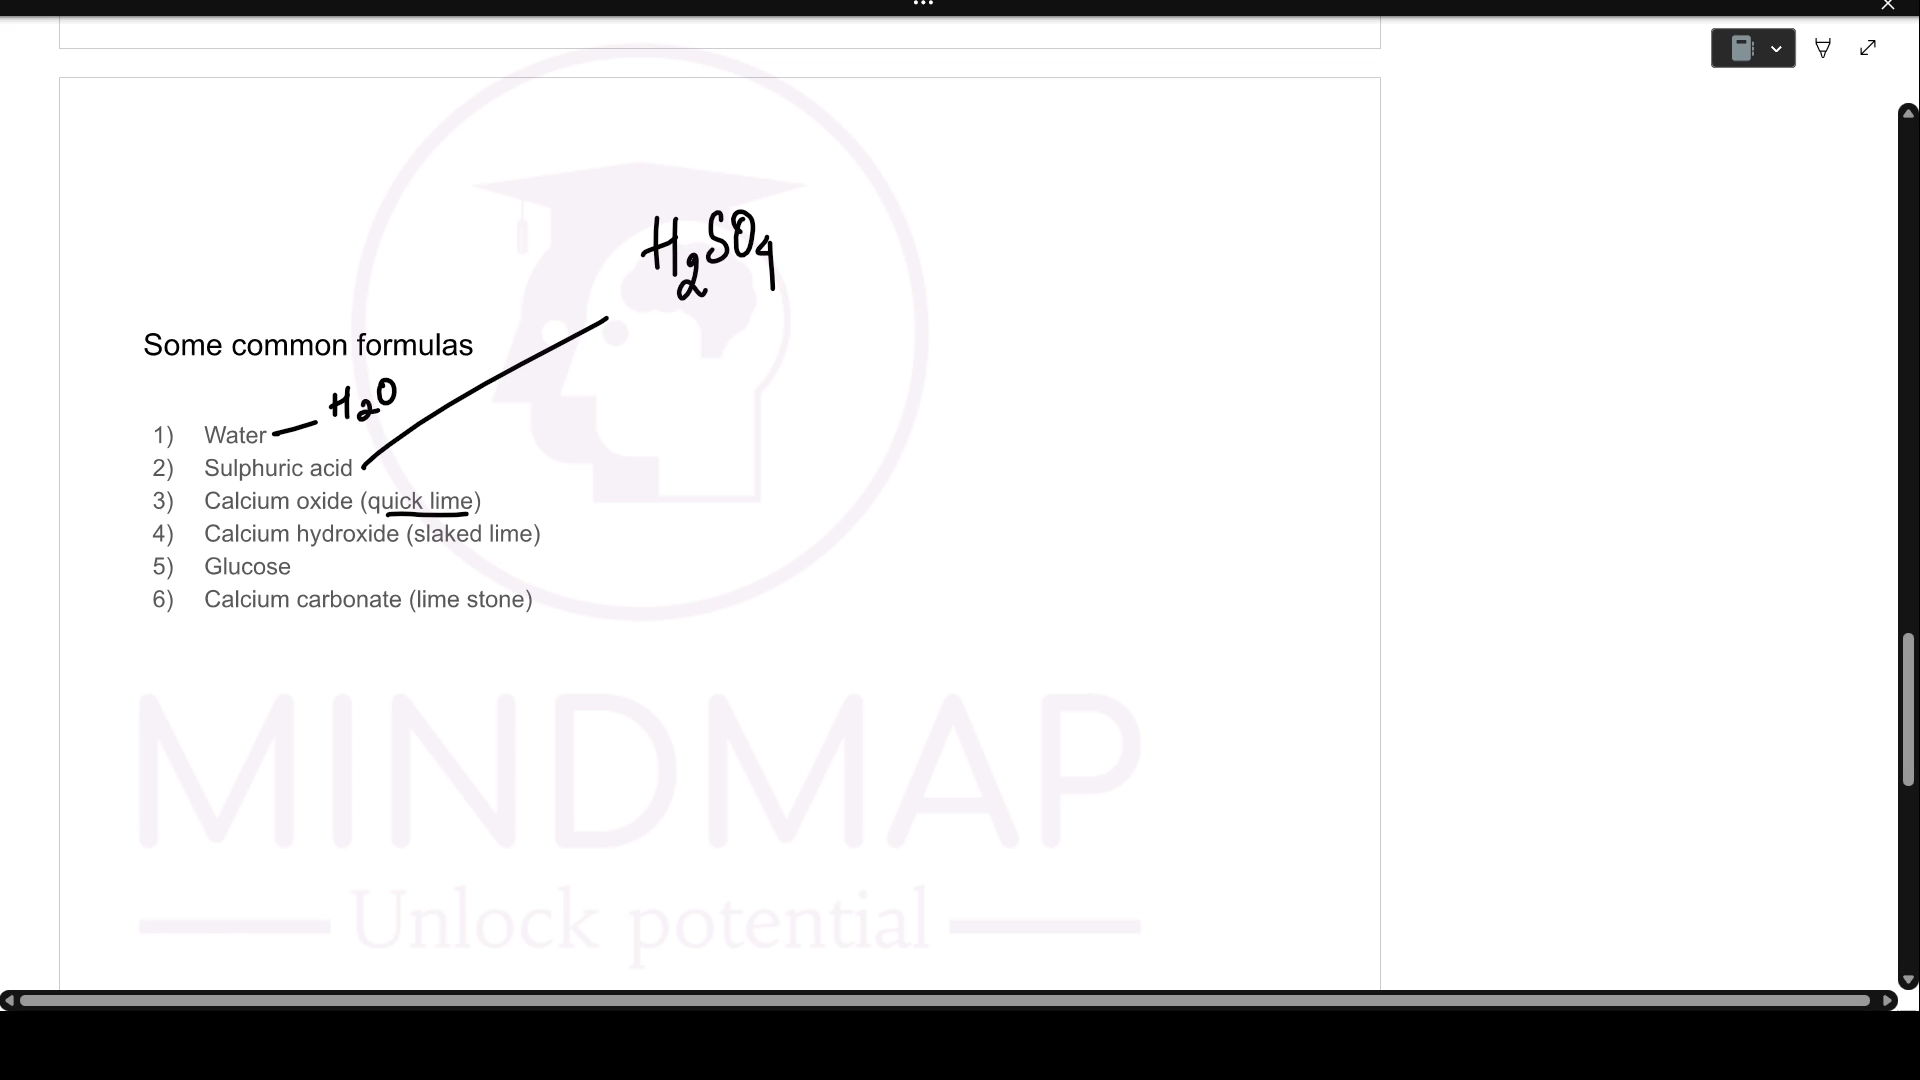 H2SO4
Some common formulas
H2O
1) Water
2) Sulphuric acid
3) Calcium oxide (quick lime)
4) Calcium hydroxide (slaked lime)
5) Glucose
6) Calcium carbonate (lime stone)
MINDMAP
Unlock potential